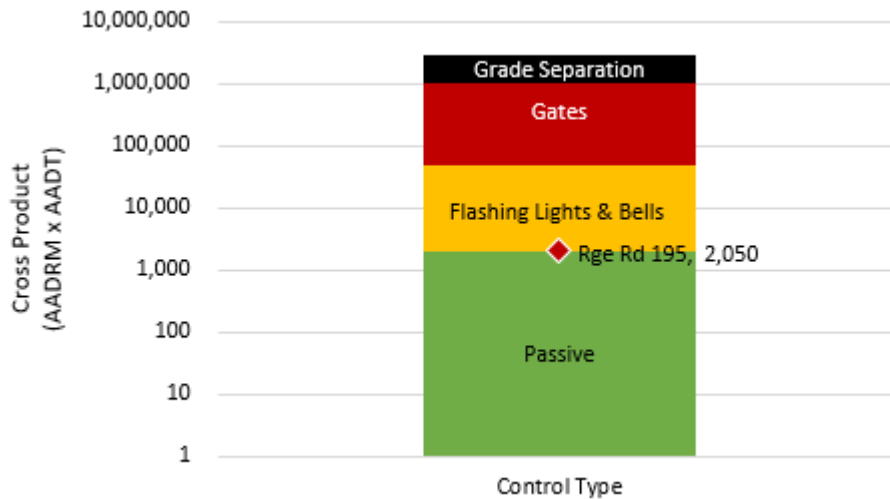 10,000,000
1,000,000
100,000
10,000
1,000
100
10
1
Cross Product
(AADRM x AADT)
Grade Separation
Gates
Flashing Lights & Bells
Rge Rd 195, 2,050
Passive
Control Type